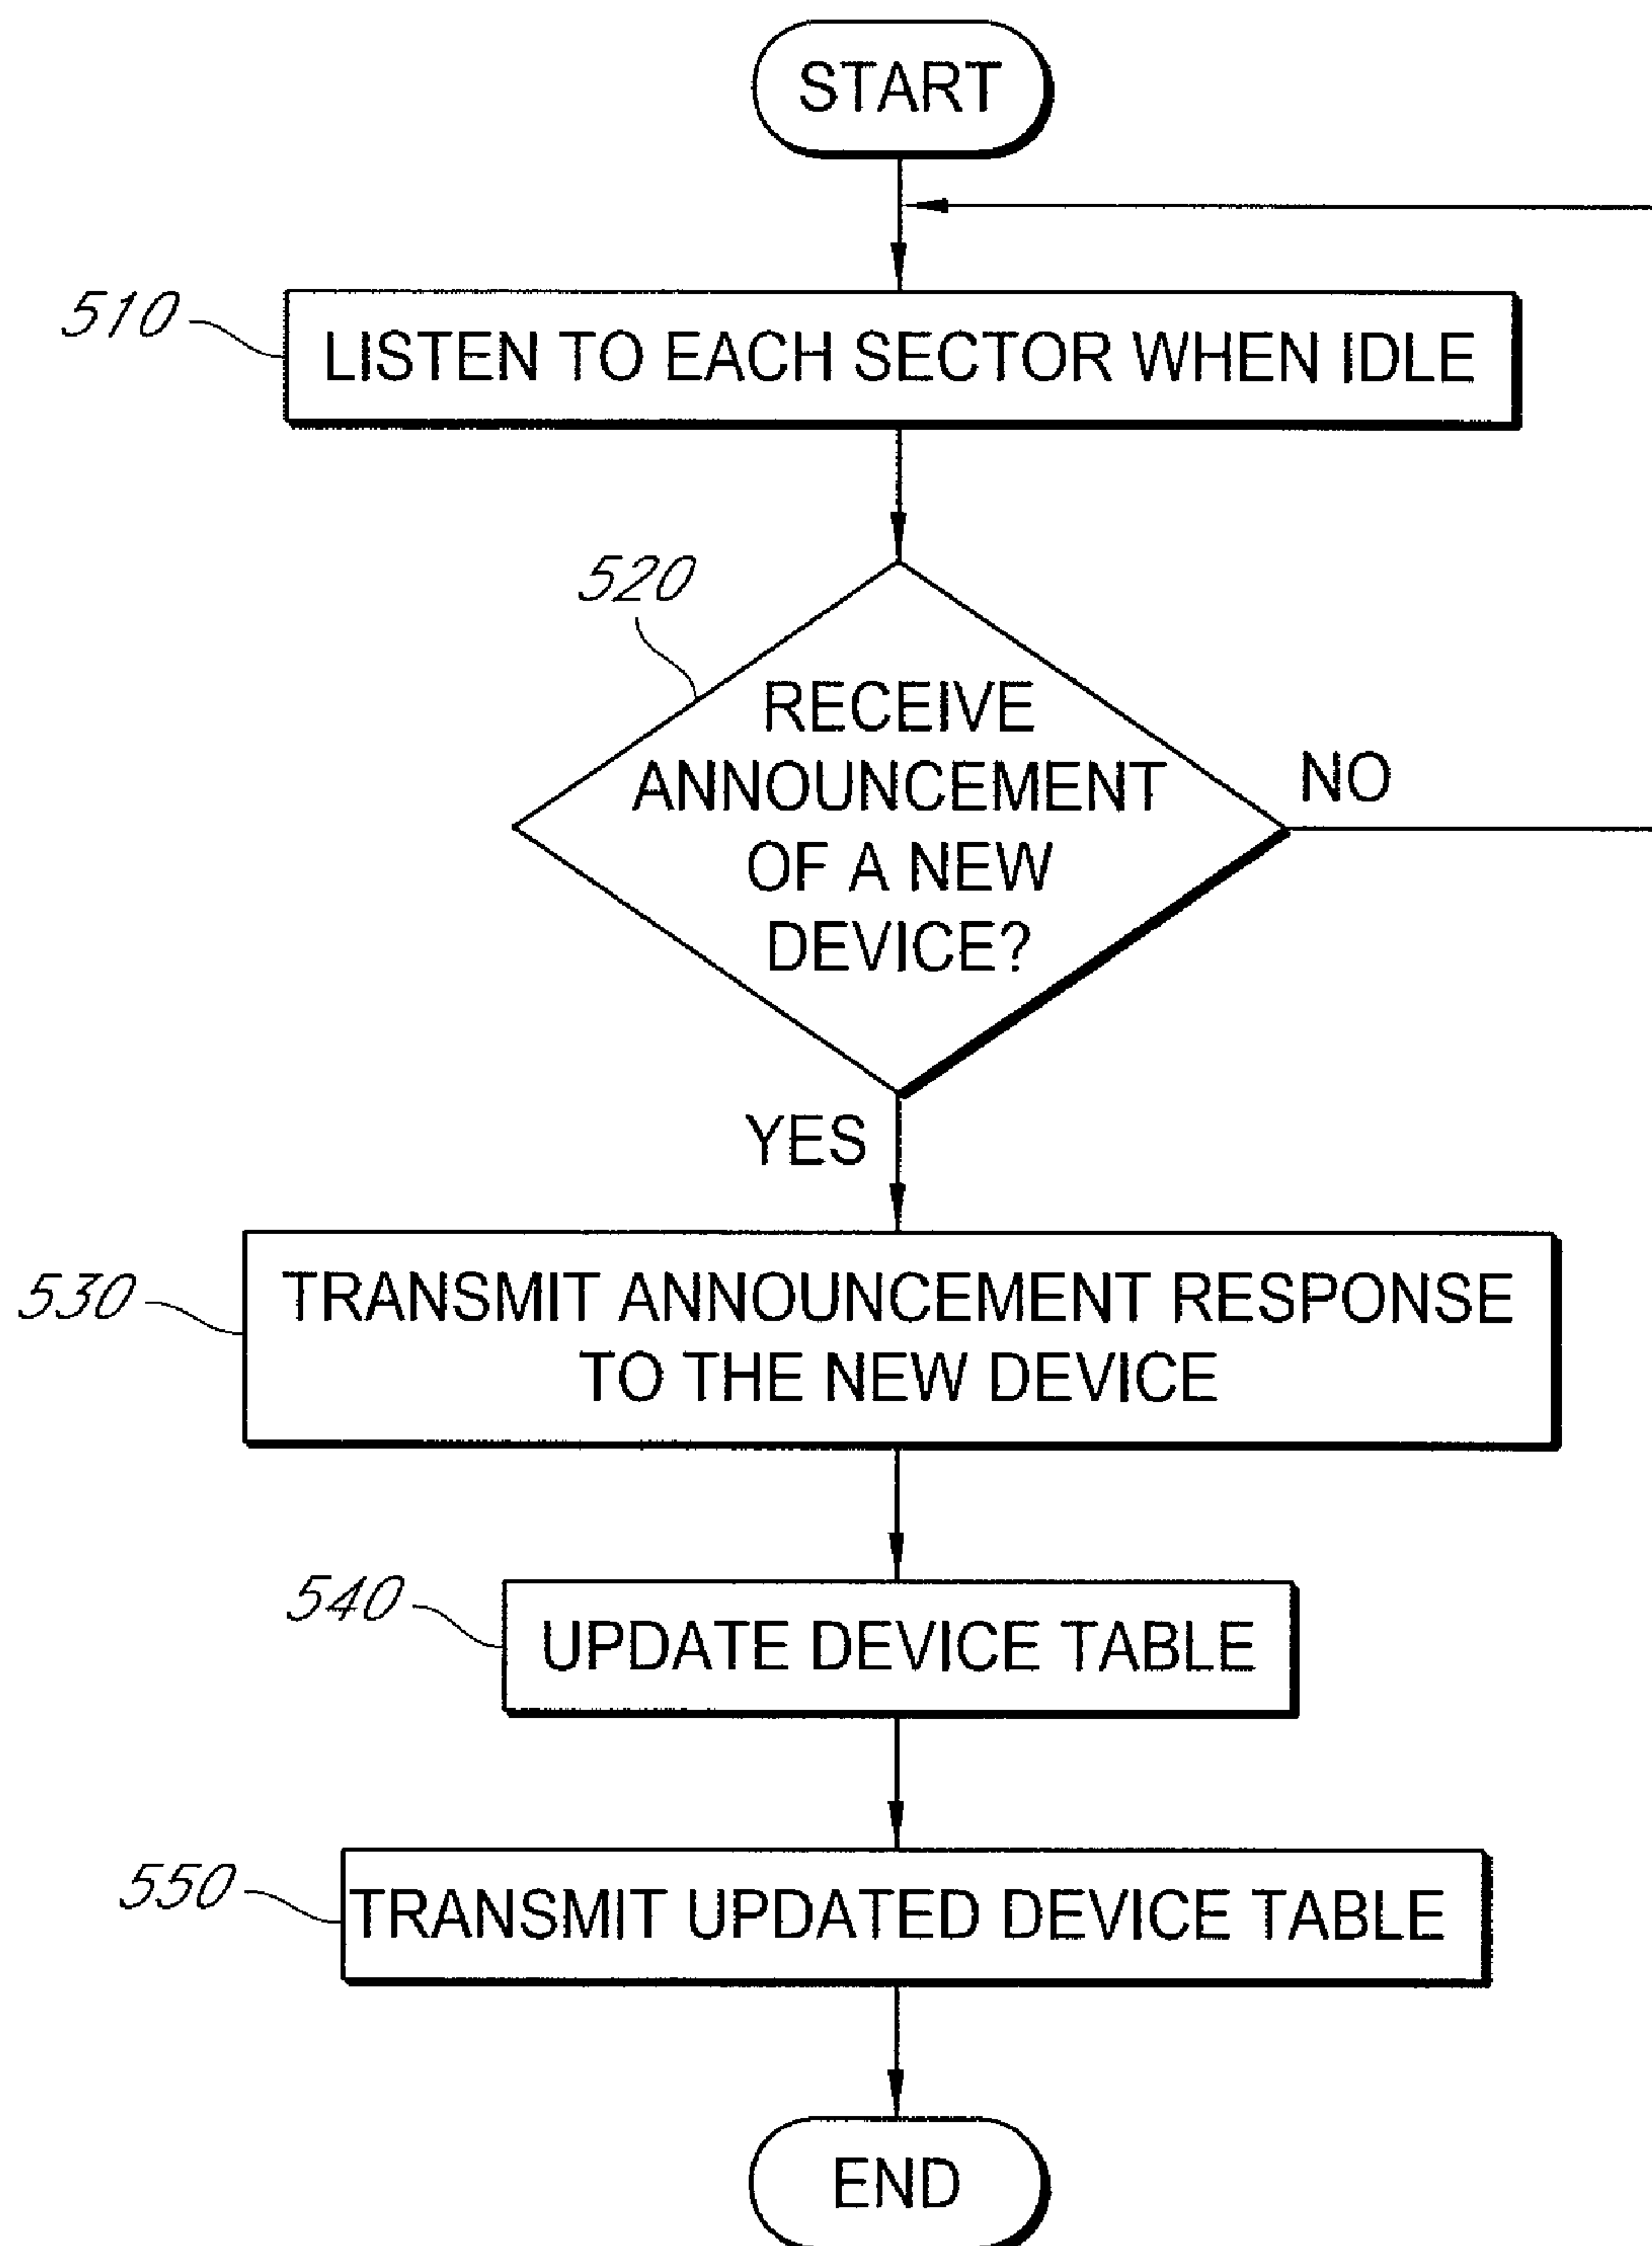 START
510
LISTEN TO EACH SECTOR WHEN IDLE
520
RECEIVE
ANNOUNCEMENT
OF A NEW
DEVICE?
NO
YES
530
TRANSMIT ANNOUNCEMENT RESPONSE
TO THE NEW DEVICE
540
UPDATE DEVICE TABLE
550
TRANSMIT UPDATED DEVICE TABLE
END